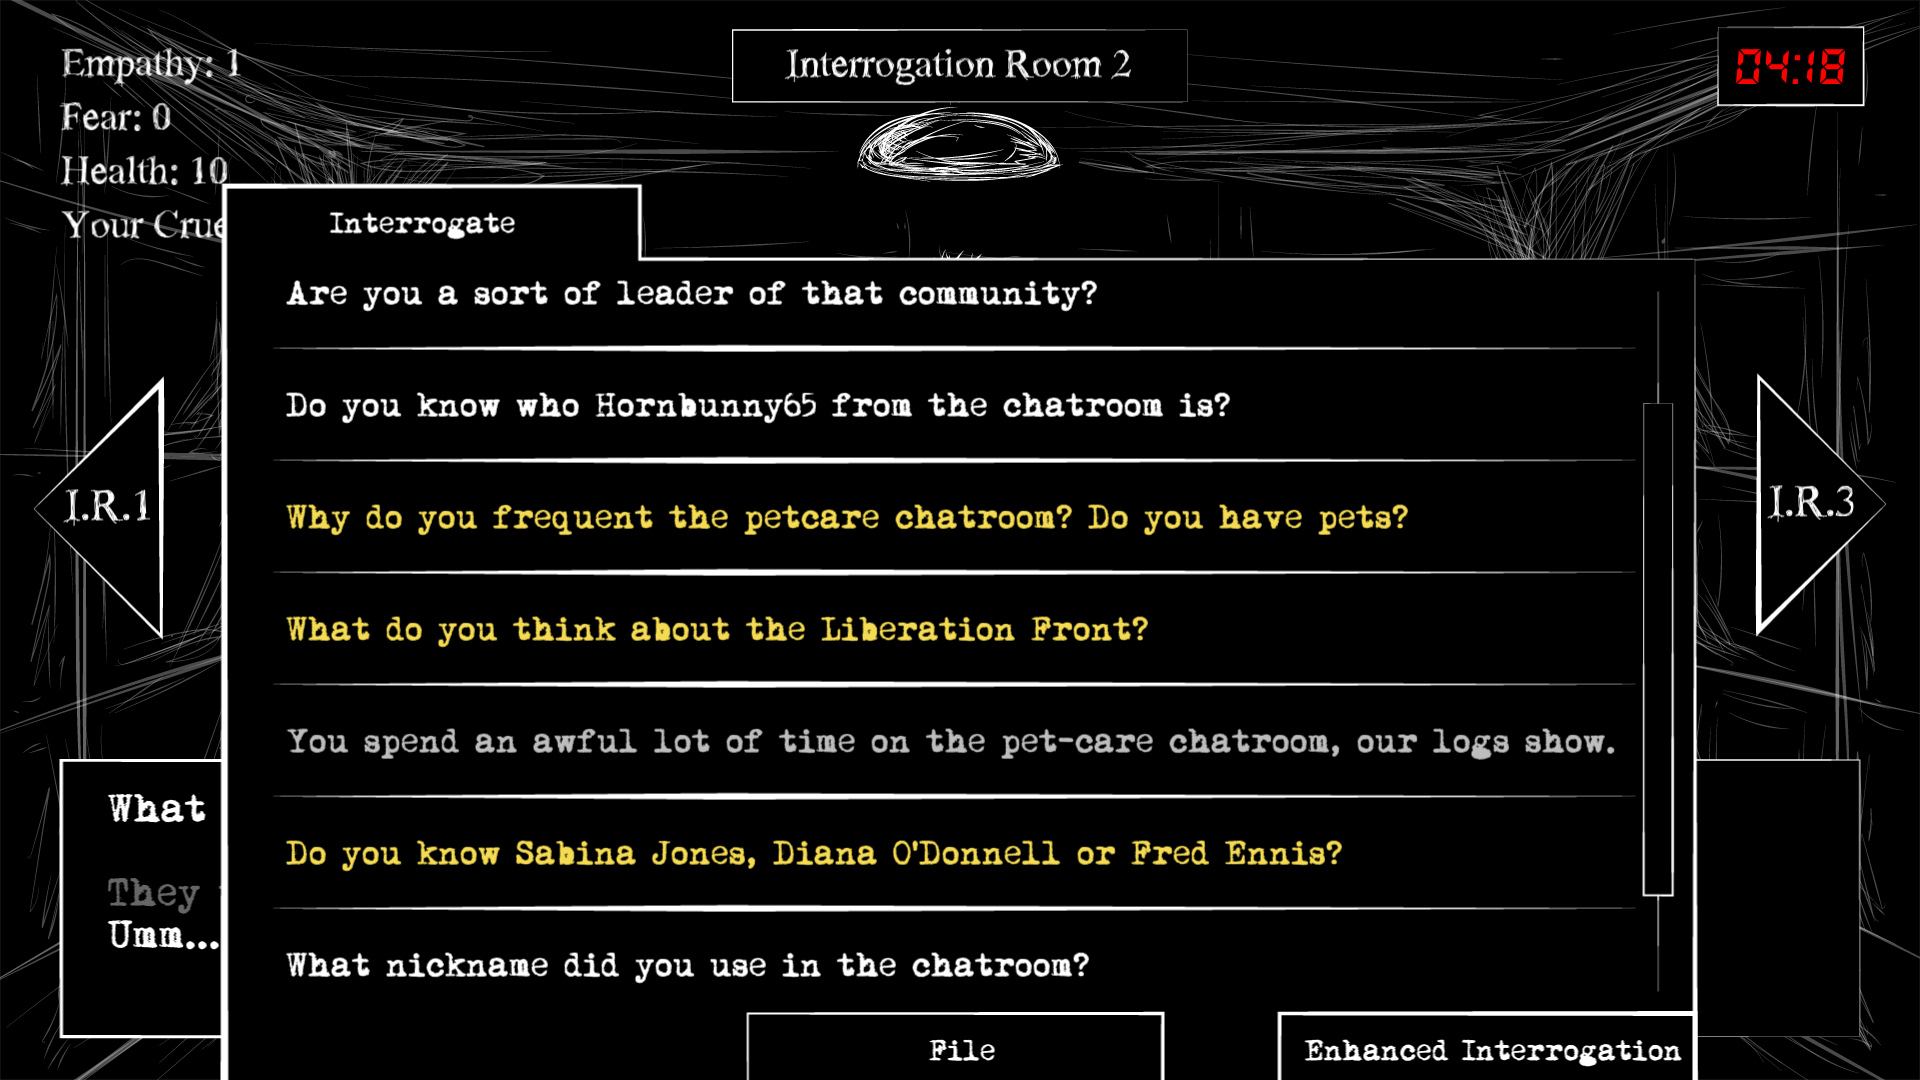 Empathy: 1
Fear: 0
Health: 10
Your Crue
Interrogation Room 2
04:18
Interrogate
Are you a sort of leader of that community?
Do you know who Hornbunny65 from the chatroom is?
Why do you frequent the petcare chatroom? Do you have pets?
What do you think about the Liberation Front?
You spend an awful lot of time on the pet-care chatroom, our logs show.
Do you know Sabina Jones, Diana O'Donnell or Fred Ennis?
What nickname did you use in the chatroom?
I.R.1
I.R.3
What
They
Umm...
File
Enhanced Interrogation